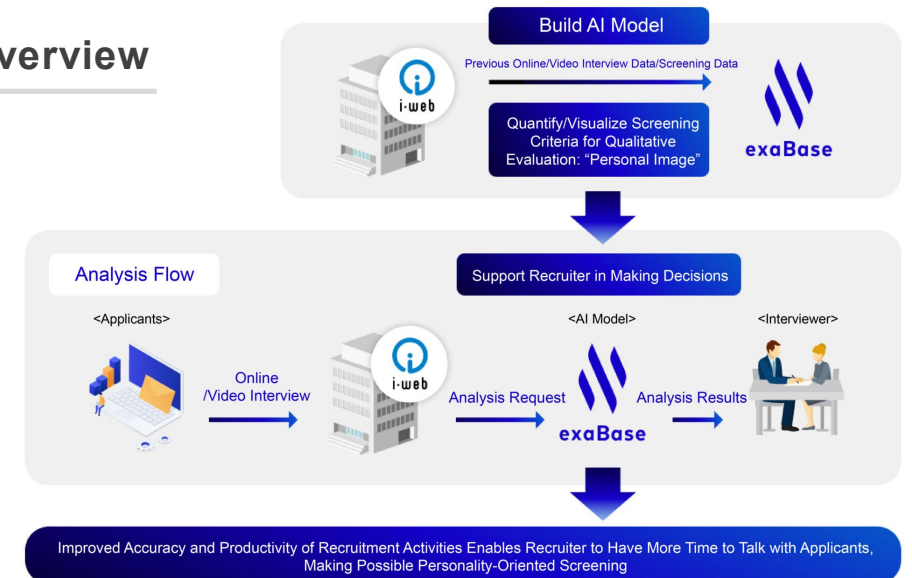 verview
Build AI Model
Previous Online/Video Interview Data/Screening Data
i-web
Quantify/Visualize Screening
Criteria for Qualitative
Evaluation: “Personal Image”
exaBase
Analysis Flow
Support Recruiter in Making Decisions
<Applicants>
<AI Model>
<Interviewer>
Online
/Video Interview
i-web
Analysis Request
Analysis Results
exaBase
Improved Accuracy and Productivity of Recruitment Activities Enables Recruiter to Have More Time to Talk with Applicants,
Making Possible Personality-Oriented Screening